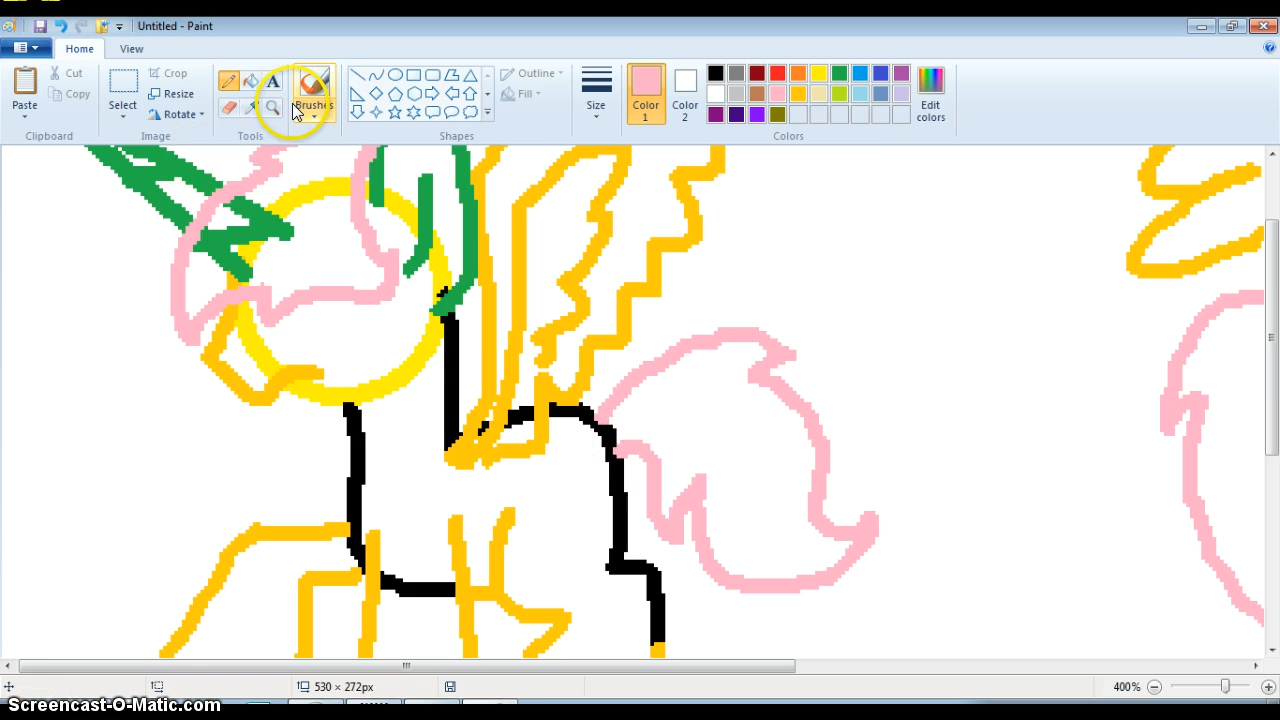 Untitled - Paint
Home View
Paste
Cut
Copy
Clipboard
Select
Crop
Resize
Rotate
Image
A
Tools
Brushes
Shapes
Outline
Fill
Size
Color 1
Color 2
Edit colors
Colors
530 × 272px
400%
Screencast-O-Matic.com